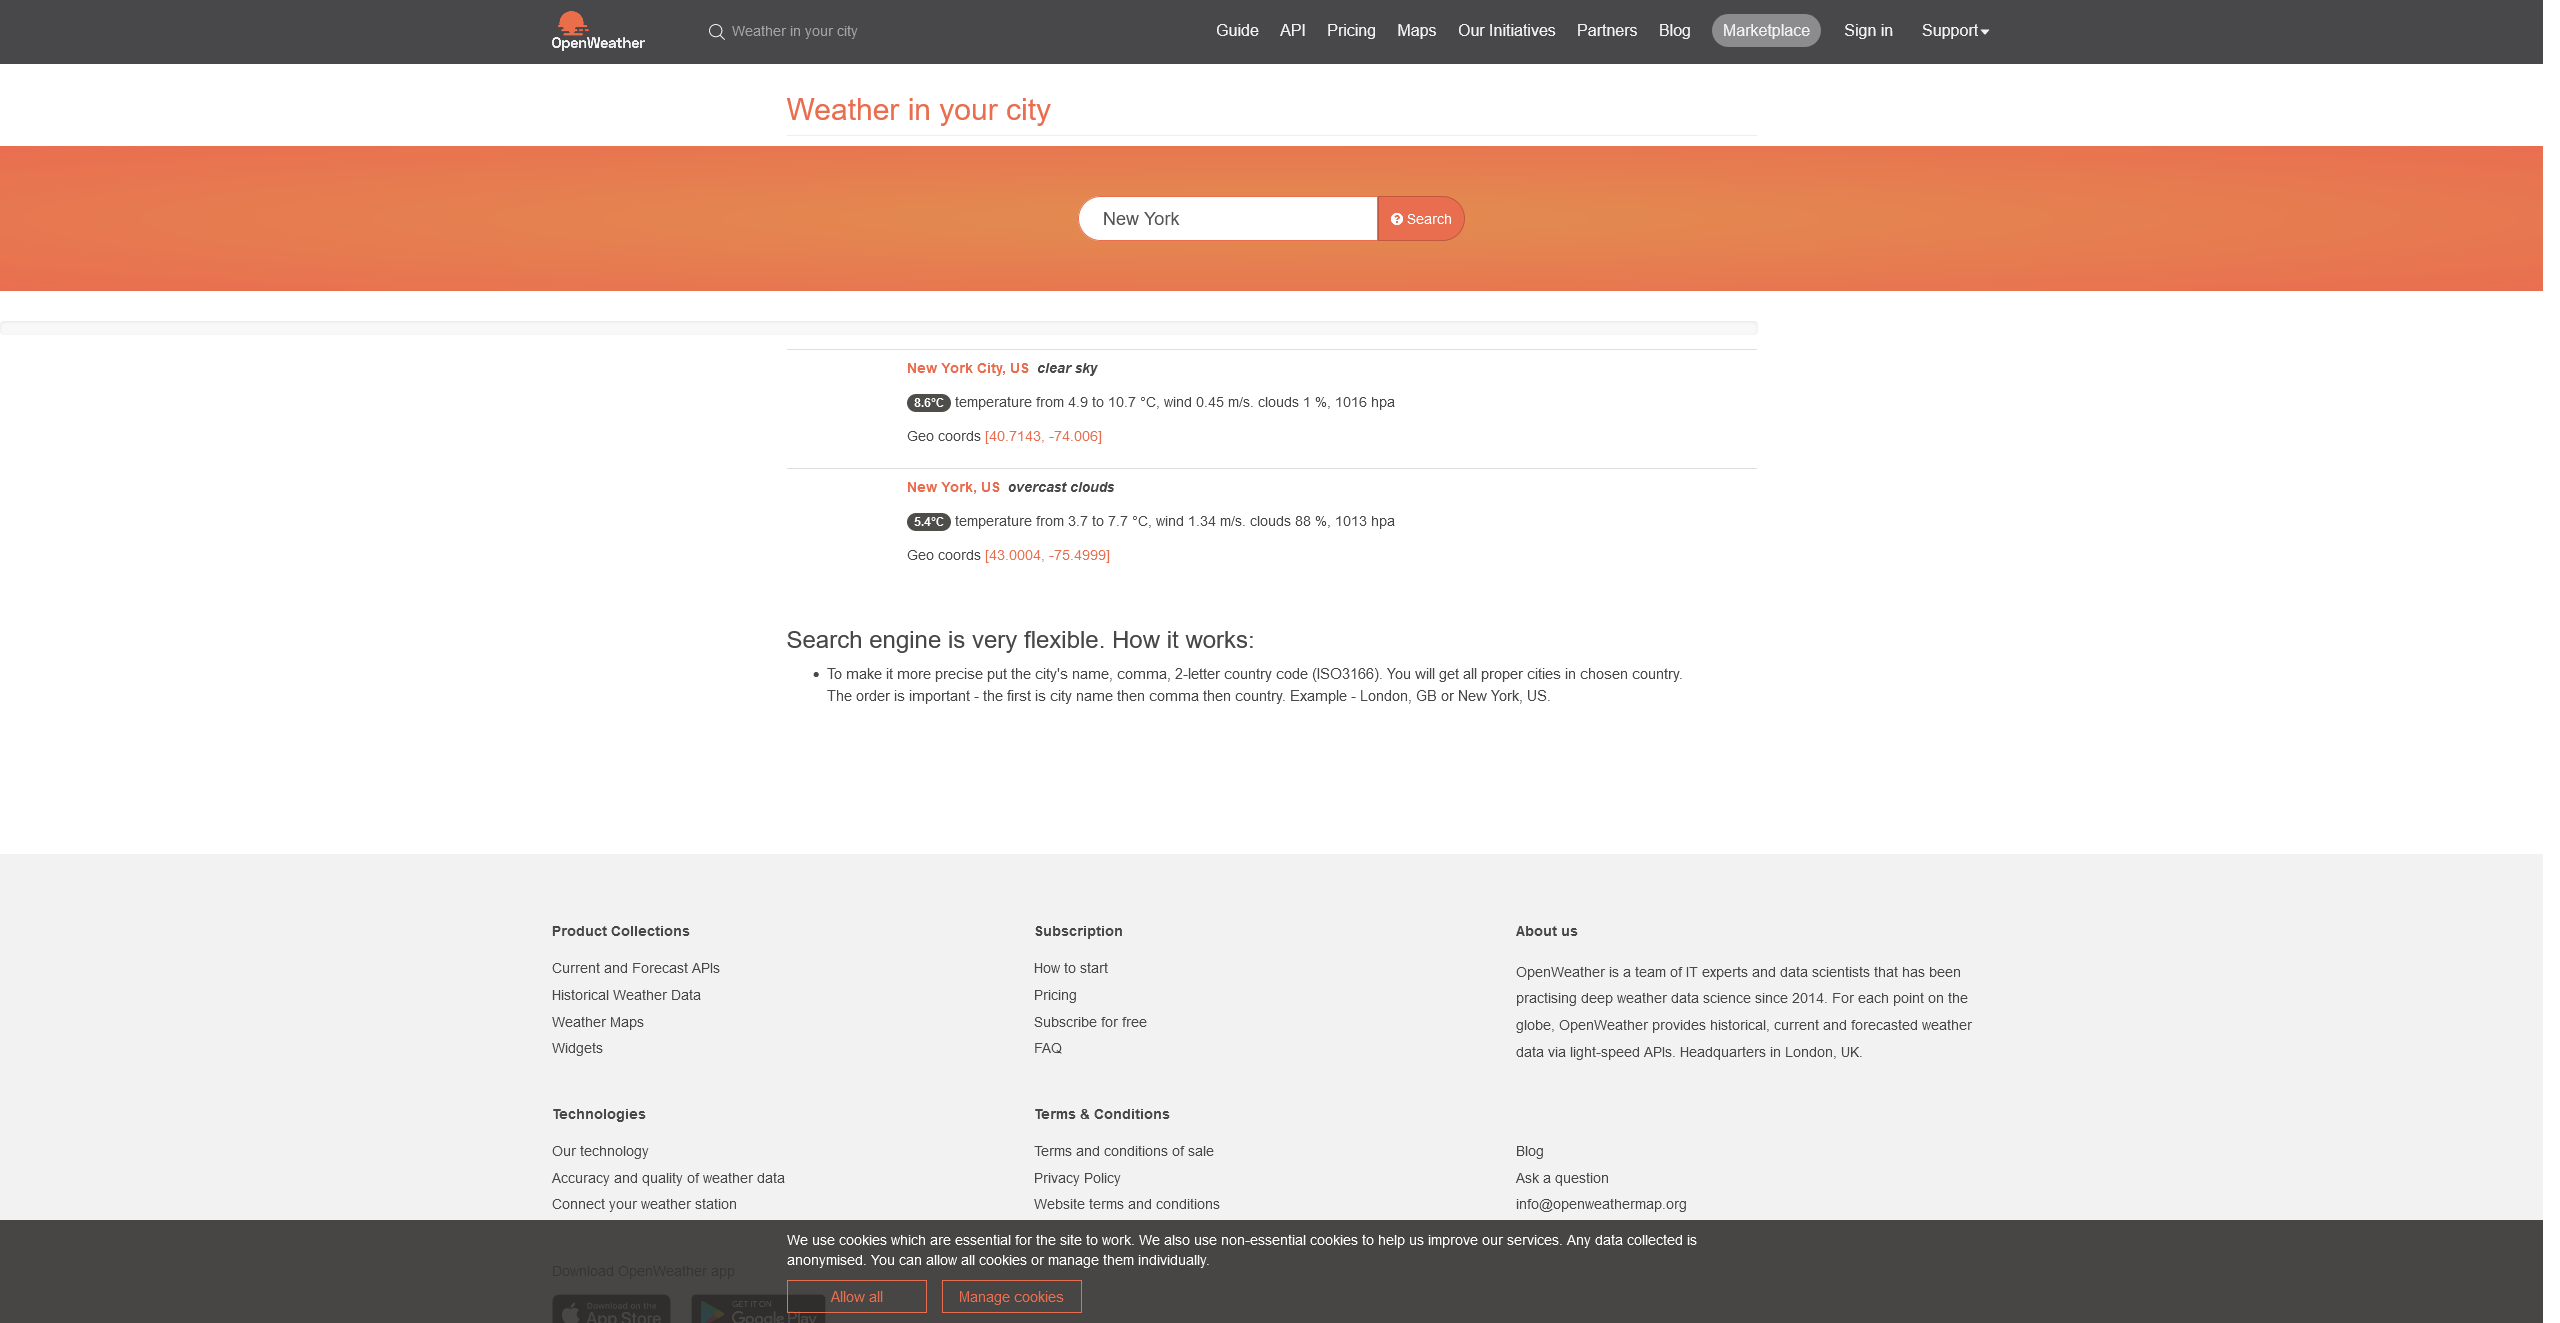 OpenWeather
Weather in your city
Guide API Pricing Maps Our Initiatives Partners Blog Marketplace Sign in Support
Weather in your city
New York
Search
New York City, US clear sky
8.6°C temperature from 4.9 to 10.7 °C, wind 0.45 m/s. clouds 1 %, 1016 hpa
Geo coords [40.7143, -74.006]
New York, US overcast clouds
5.4°C temperature from 3.7 to 7.7 °C, wind 1.34 m/s. clouds 88 %, 1013 hpa
Geo coords [43.0004, -75.4999]
Search engine is very flexible. How it works:
• To make it more precise put the city's name, comma, 2-letter country code (ISO3166). You will get all proper cities in chosen country.
The order is important - the first is city name then comma then country. Example - London, GB or New York, US.
Product Collections
Current and Forecast APIs
Historical Weather Data
Weather Maps
Widgets
Subscription
How to start
Pricing
Subscribe for free
FAQ
About us
OpenWeather is a team of IT experts and data scientists that has been
practising deep weather data science since 2014. For each point on the
globe, OpenWeather provides historical, current and forecasted weather
data via light-speed APIs. Headquarters in London, UK.
Technologies
Our technology
Accuracy and quality of weather data
Connect your weather station
Terms & Conditions
Terms and conditions of sale
Privacy Policy
Website terms and conditions
Blog
Ask a question
info@openweathermap.org
We use cookies which are essential for the site to work. We also use non-essential cookies to help us improve our services. Any data collected is
anonymised. You can allow all cookies or manage them individually.
Allow all
Manage cookies
Download OpenWeather app
Download on the
App Store
GET IT ON
Google Play